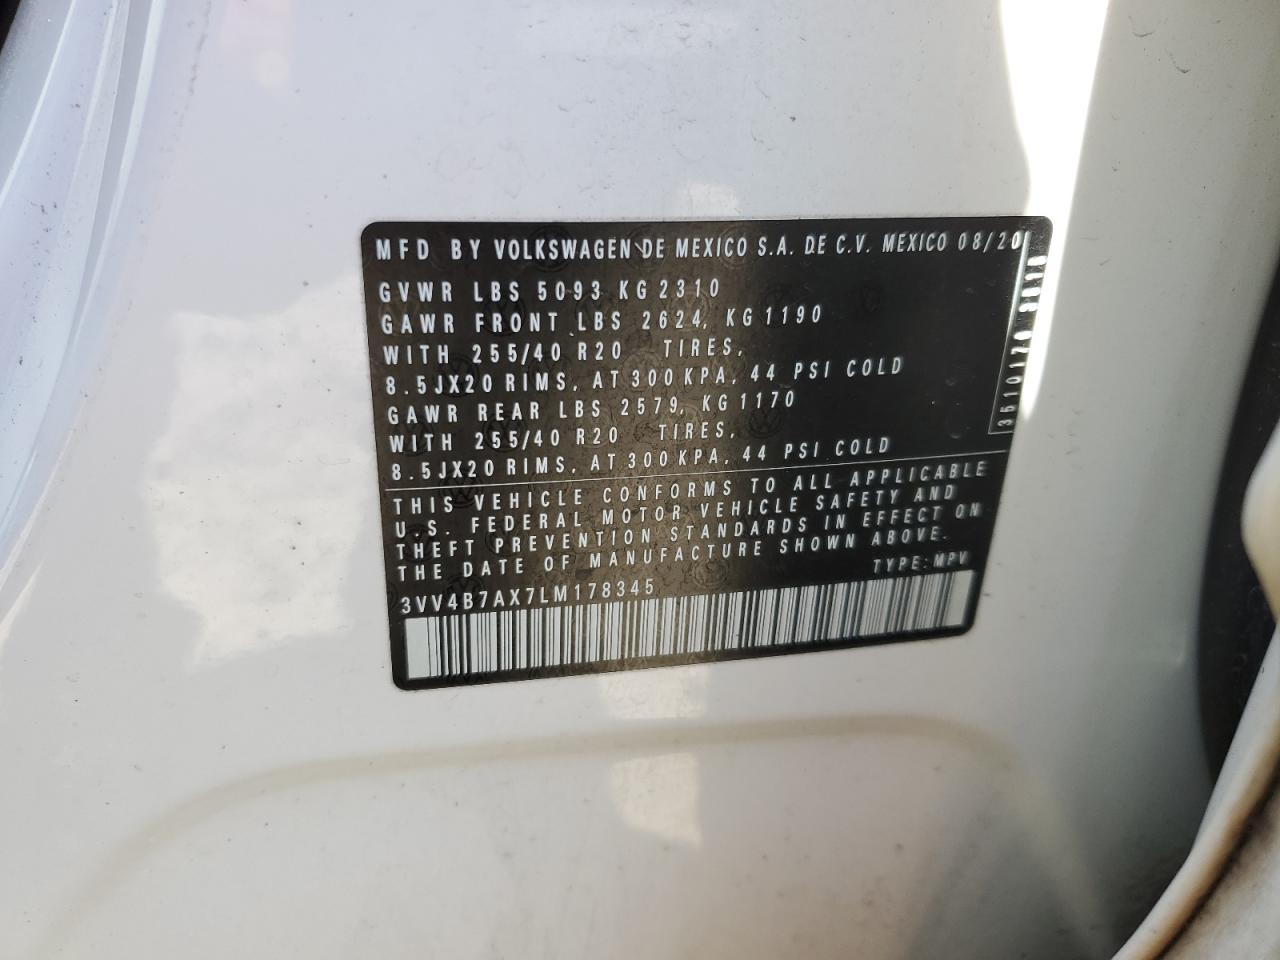 MFD BY VOLKSWAGEN DE MEXICO S.A. DE C.V. MEXICO 08/20
GVWR LBS 5093 KG 2310
GAWR FRONT LBS 2624, KG 1190
WITH 255/40 R20 TIRES,
8.5JX20 RIMS, AT 300 KPA, 44 PSI COLD
GAWR REAR LBS 2579, KG 1170
WITH 255/40 R20 TIRES,
8.5JX20 RIMS, AT 300 KPA, 44 PSI COLD
THIS VEHICLE CONFORMS TO ALL APPLICABLE
U.S. FEDERAL MOTOR VEHICLE SAFETY AND
THEFT PREVENTION STANDARDS IN EFFECT ON
THE DATE OF MANUFACTURE SHOWN ABOVE.
TYPE: MPV
3VV4B7AX7LM178345